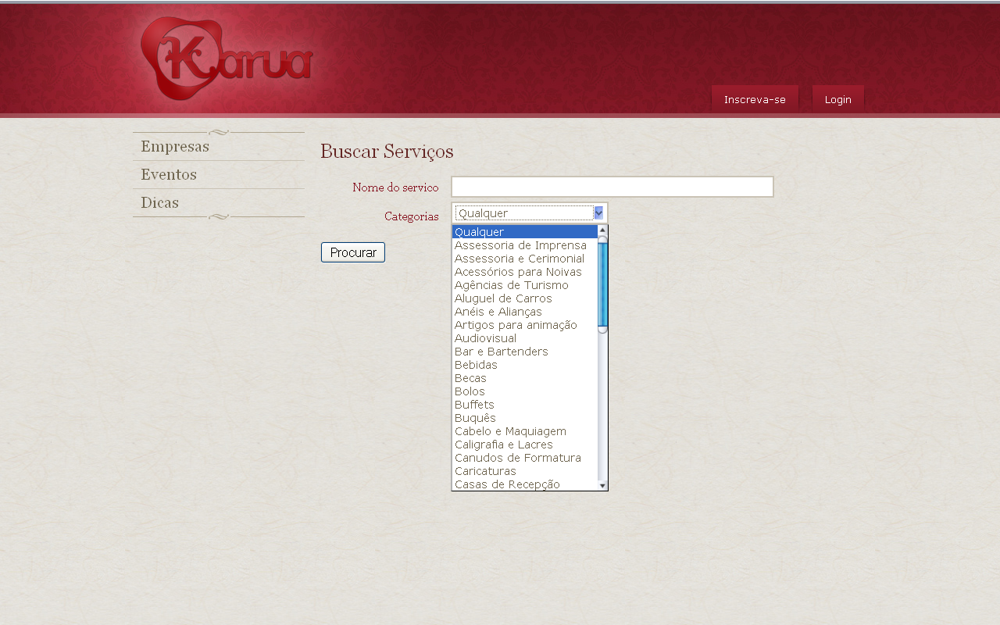 Karua
Inscreva-se
Login
Empresas
Eventos
Dicas
Buscar Serviços
Nome do servico
Categorias
Qualquer
Procurar
Qualquer
Assessoria de Imprensa
Assessoria e Cerimonial
Acessórios para Noivas
Agências de Turismo
Aluguel de Carros
Anéis e Alianças
Artigos para animação
Audiovisual
Bar e Bartenders
Bebidas
Becas
Bolos
Buffets
Buquês
Cabelo e Maquiagem
Caligrafia e Lacres
Canudos de Formatura
Caricaturas
Casas de Recepção